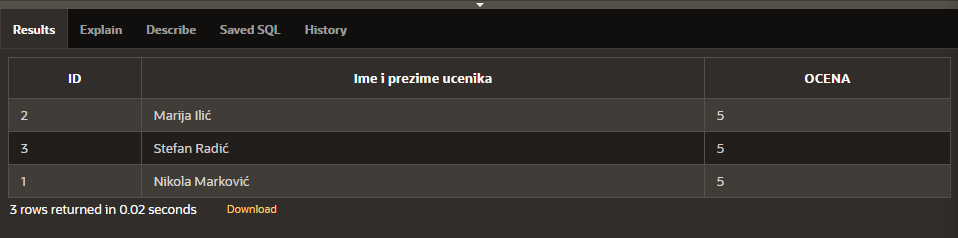 Results Explain Describe Saved SQL History
ID Ime i prezime ucenika OCENA
2 Marija Ilić 5
3 Stefan Radić 5
1 Nikola Marković 5
3 rows returned in 0.02 seconds Download